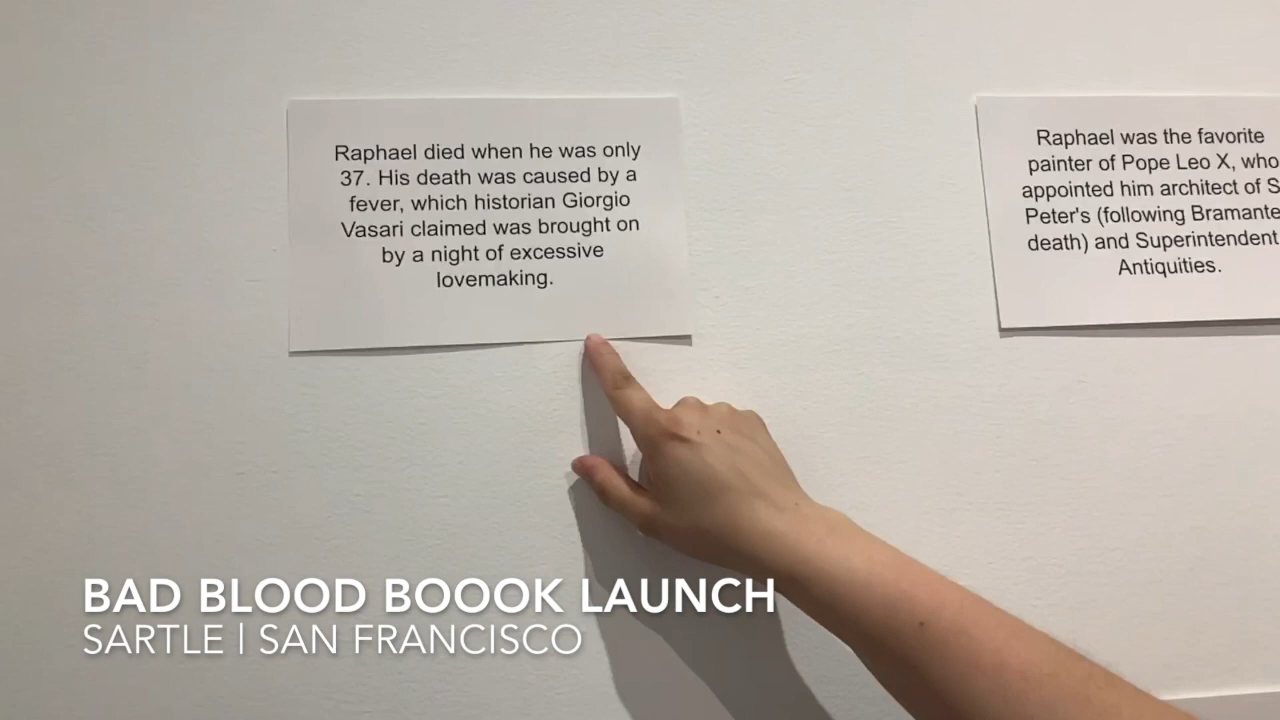 Raphael died when he was only
37. His death was caused by a
fever, which historian Giorgio
Vasari claimed was brought on
by a night of excessive
lovemaking.
Raphael was the favorite
painter of Pope Leo X, who
appointed him architect of S
Peter's (following Bramante
death) and Superintendent
Antiquities.
BAD BLOOD BOOOK LAUNCH
SARTLE | SAN FRANCISCO